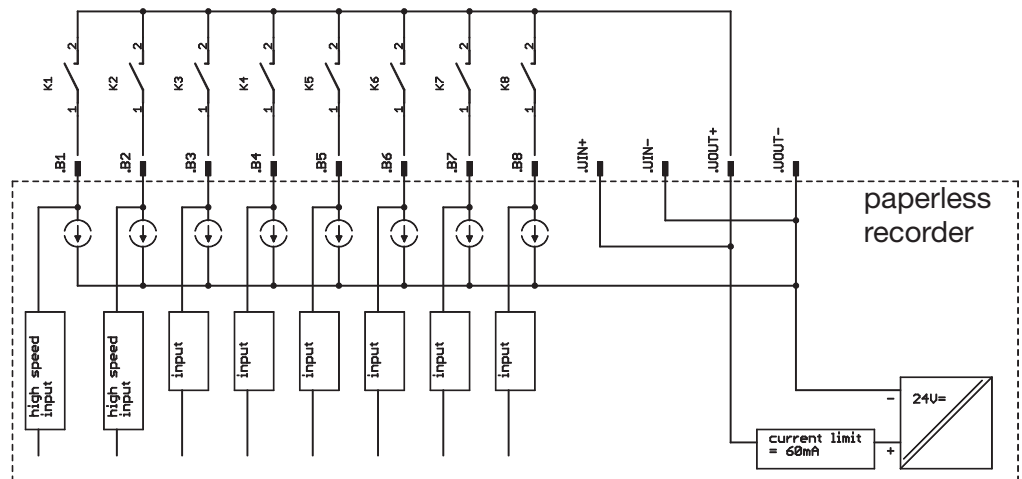 2
2
2
2
2
2
2
2
K1
K2
K3
K4
K5
K6
K7
K8
1
1
1
1
1
1
1
1
.B1
.B2
.B3
.B4
.B5
.B6
.B7
.B8
.UIN+
.UIN-
.UOUT+
.UOUT-
paperless
recorder
high speed
input
high speed
input
input
input
input
input
input
input
24V=
-
+
current limit
= 60mA